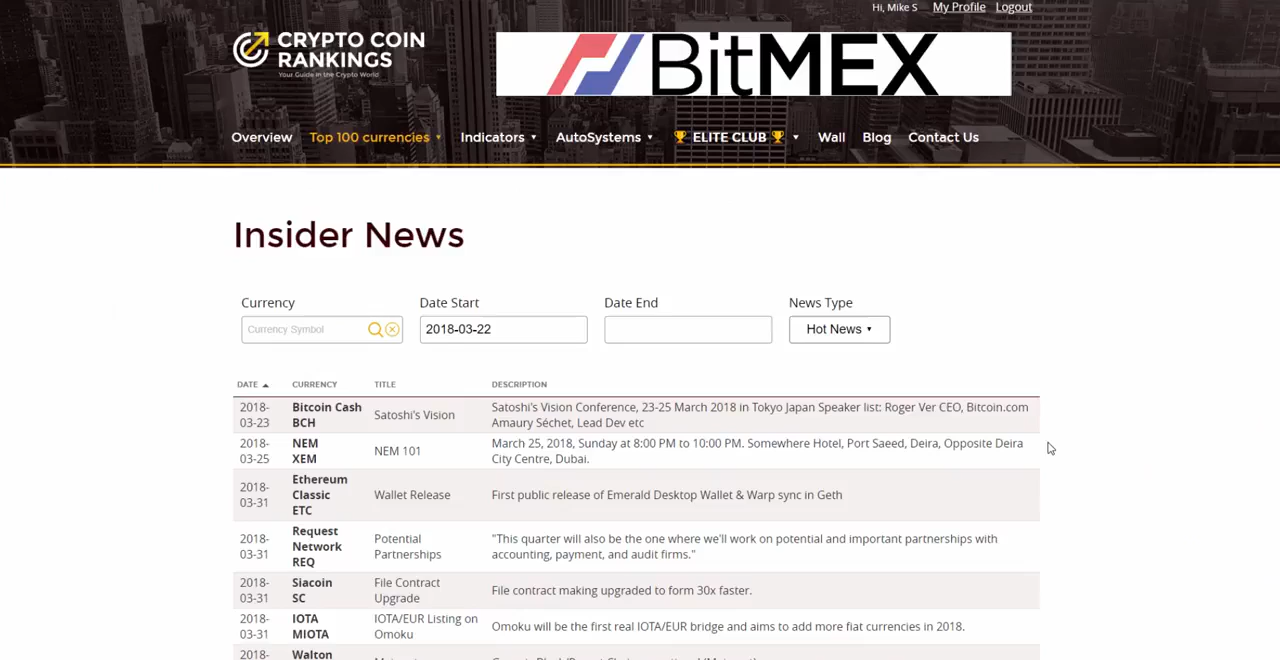 Hi, Mike S My Profile Logout
CRYPTO COIN
RANKINGS
Your Guide in the Crypto World
BitMEX
Overview Top 100 currencies Indicators AutoSystems ELITE CLUB Wall Blog Contact Us
Insider News
Currency Date Start Date End News Type
Currency Symbol 2018-03-22 Hot News
DATE CURRENCY TITLE DESCRIPTION
2018-03-23 Bitcoin Cash BCH Satoshi's Vision Satoshi's Vision Conference, 23-25 March 2018 in Tokyo Japan Speaker list: Roger Ver CEO, Bitcoin.com
Amaury Séchet, Lead Dev etc
2018-03-25 NEM XEM NEM 101 March 25, 2018, Sunday at 8:00 PM to 10:00 PM. Somewhere Hotel, Port Saeed, Deira, Opposite Deira
City Centre, Dubai.
2018-03-31 Ethereum Classic ETC Wallet Release First public release of Emerald Desktop Wallet & Warp sync in Geth
2018-03-31 Request Network REQ Potential Partnerships "This quarter will also be the one where we'll work on potential and important partnerships with
accounting, payment, and audit firms."
2018-03-31 Siacoin SC File Contract Upgrade File contract making upgraded to form 30x faster.
2018-03-31 IOTA MIOTA IOTA/EUR Listing on Omoku Omoku will be the first real IOTA/EUR bridge and aims to add more fiat currencies in 2018.
2018- Walton